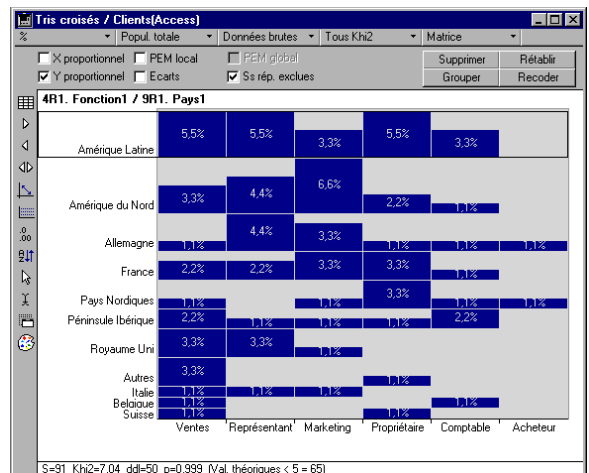 Tris croisés / Clients(Access)
% Popul. totale Données brutes Tous Khi2 Matrice
X proportionnel PEM local PEM global Supprimer Rétablir
Y proportionnel Ecarts Ss rép. exclues Grouper Recoder
4R1. Fonction1 / 9R1. Pays1
Amérique Latine 5,5% 5,5% 3,3% 5,5% 3,3%
Amérique du Nord 3,3% 4,4% 6,6% 2,2% 1,1%
Allemagne 1,1% 4,4% 3,3% 1,1% 1,1% 1,1%
France 2,2% 2,2% 3,3% 3,3% 1,1%
Pays Nordiques 1,1% 1,1% 3,3% 1,1% 1,1%
Péninsule Ibérique 2,2% 1,1% 1,1% 1,1% 2,2%
Royaume Uni 3,3% 3,3% 1,1%
Autres 3,3% 1,1%
Italie 1,1% 1,1% 1,1%
Belgique 1,1% 1,1%
Suisse 1,1% 1,1%
Ventes Représentant Marketing Propriétaire Comptable Acheteur
S=91 Khi2=7.04 ddl=50 p=0.999 (Val. théoriques < 5 = 65)